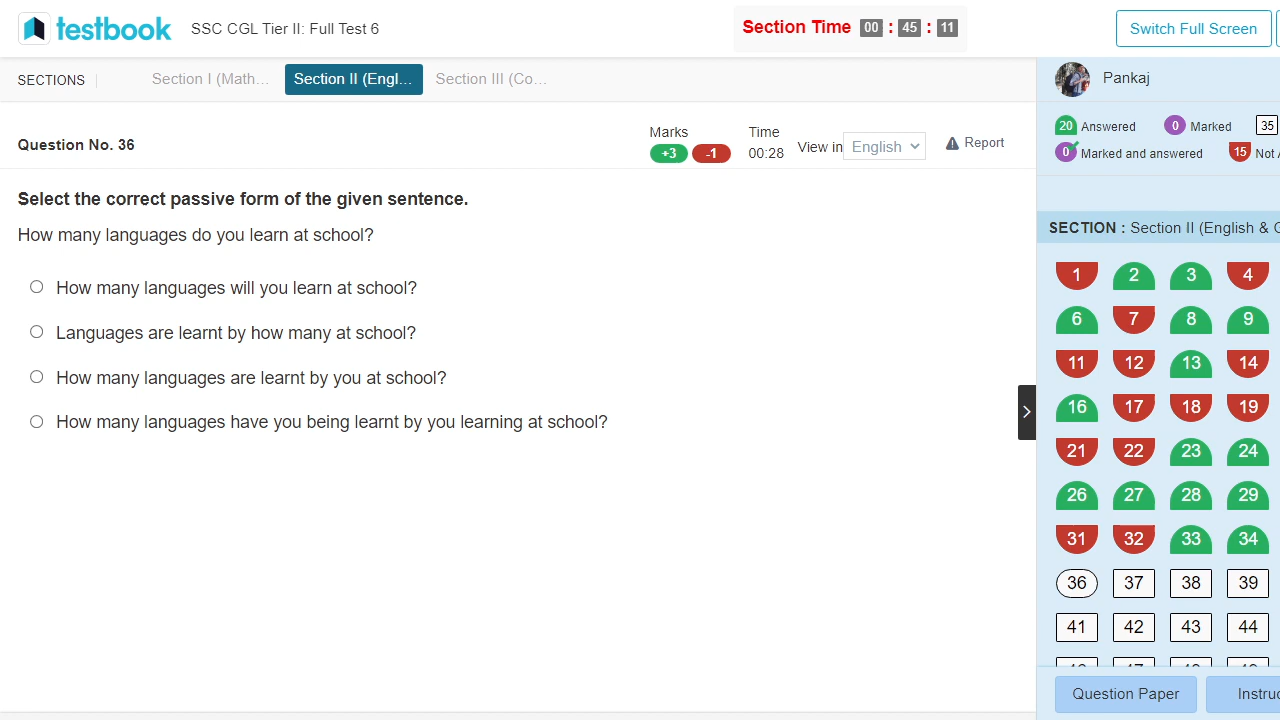 testbook
SSC CGL Tier II: Full Test 6
Section Time 00 : 45 : 11
Switch Full Screen
SECTIONS
Section I (Math...
Section II (Engl...
Section III (Co...
Pankaj
20 Answered
0 Marked
35
0 Marked and answered
15 Not
Question No. 36
Marks
+3 -1
Time
00:28
View in English
Report
SECTION : Section II (English &
Select the correct passive form of the given sentence.
How many languages do you learn at school?
How many languages will you learn at school?
Languages are learnt by how many at school?
How many languages are learnt by you at school?
How many languages have you being learnt by you learning at school?
1 2 3 4
6 7 8 9
11 12 13 14
16 17 18 19
21 22 23 24
26 27 28 29
31 32 33 34
36 37 38 39
41 42 43 44
Question Paper